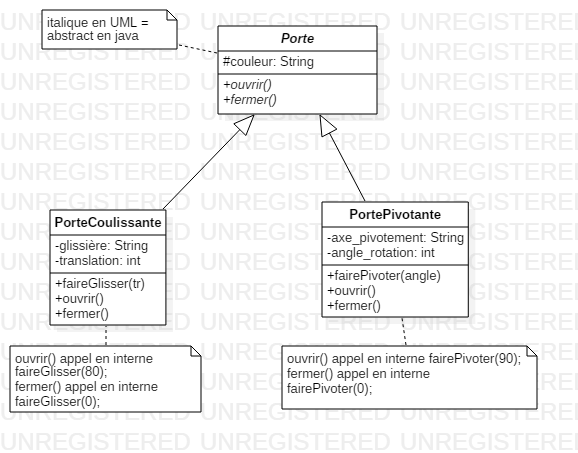 italique en UML =
abstract en java
Porte
#couleur: String
+ouvrir()
+fermer()
PorteCoulissante
-glissière: String
-translation: int
+faireGlisser(tr)
+ouvrir()
+fermer()
PortePivotante
-axe_pivotement: String
-angle_rotation: int
+fairePivoter(angle)
+ouvrir()
+fermer()
ouvrir() appel en interne
faireGlisser(80);
fermer() appel en interne
faireGlisser(0);
ouvrir() appel en interne fairePivoter(90);
fermer() appel en interne
fairePivoter(0);
UNREGISTERED